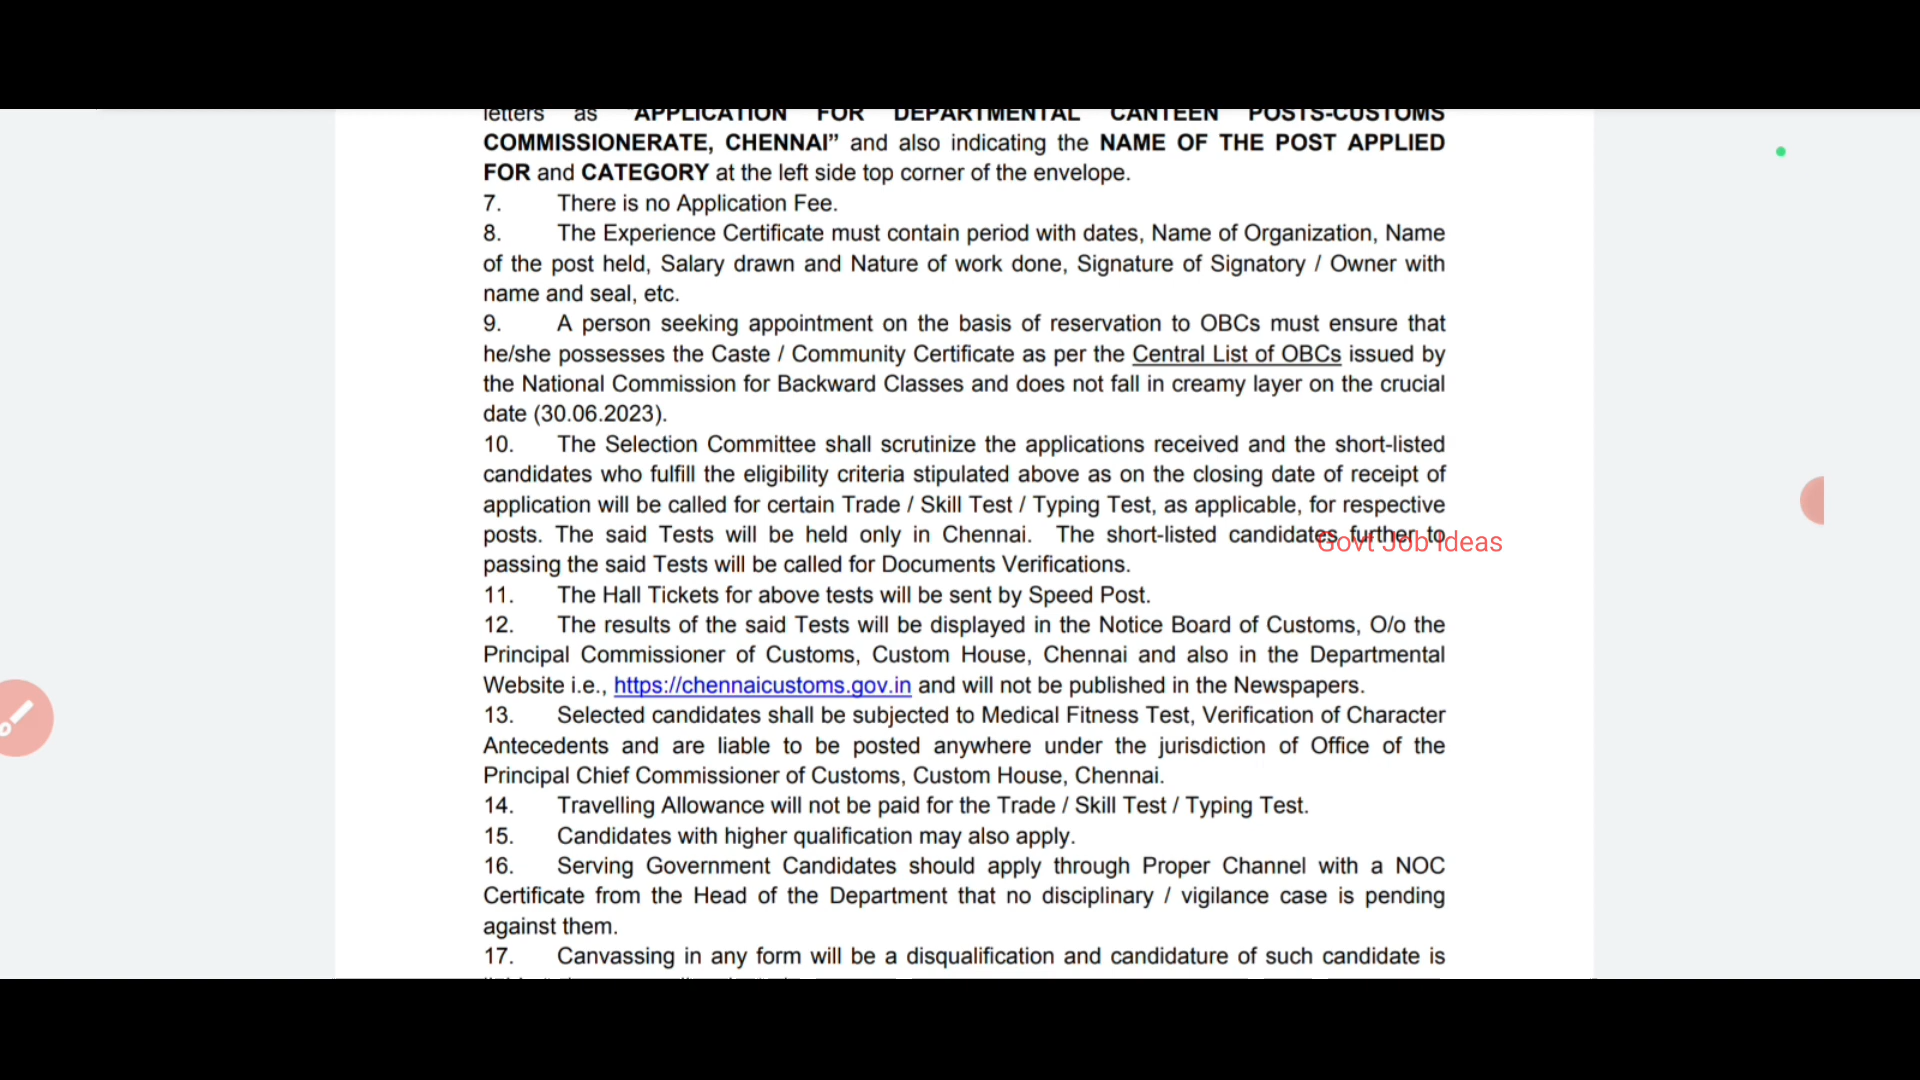 letters as "APPLICATION FOR DEPARTMENTAL CANTEEN POSTS-CUSTOMS
COMMISSIONERATE, CHENNAI” and also indicating the NAME OF THE POST APPLIED
FOR and CATEGORY at the left side top corner of the envelope.
7. There is no Application Fee.
8. The Experience Certificate must contain period with dates, Name of Organization, Name
of the post held, Salary drawn and Nature of work done, Signature of Signatory / Owner with
name and seal, etc.
9. A person seeking appointment on the basis of reservation to OBCs must ensure that
he/she possesses the Caste / Community Certificate as per the Central List of OBCs issued by
the National Commission for Backward Classes and does not fall in creamy layer on the crucial
date (30.06.2023).
10. The Selection Committee shall scrutinize the applications received and the short-listed
candidates who fulfill the eligibility criteria stipulated above as on the closing date of receipt of
application will be called for certain Trade / Skill Test / Typing Test, as applicable, for respective
posts. The said Tests will be held only in Chennai. The short-listed candidates further to
Govt Job Ideas
passing the said Tests will be called for Documents Verifications.
11. The Hall Tickets for above tests will be sent by Speed Post.
12. The results of the said Tests will be displayed in the Notice Board of Customs, O/o the
Principal Commissioner of Customs, Custom House, Chennai and also in the Departmental
Website i.e., https://chennaicustoms.gov.in and will not be published in the Newspapers.
13. Selected candidates shall be subjected to Medical Fitness Test, Verification of Character
Antecedents and are liable to be posted anywhere under the jurisdiction of Office of the
Principal Chief Commissioner of Customs, Custom House, Chennai.
14. Travelling Allowance will not be paid for the Trade / Skill Test / Typing Test.
15. Candidates with higher qualification may also apply.
16. Serving Government Candidates should apply through Proper Channel with a NOC
Certificate from the Head of the Department that no disciplinary / vigilance case is pending
against them.
17. Canvassing in any form will be a disqualification and candidature of such candidate is